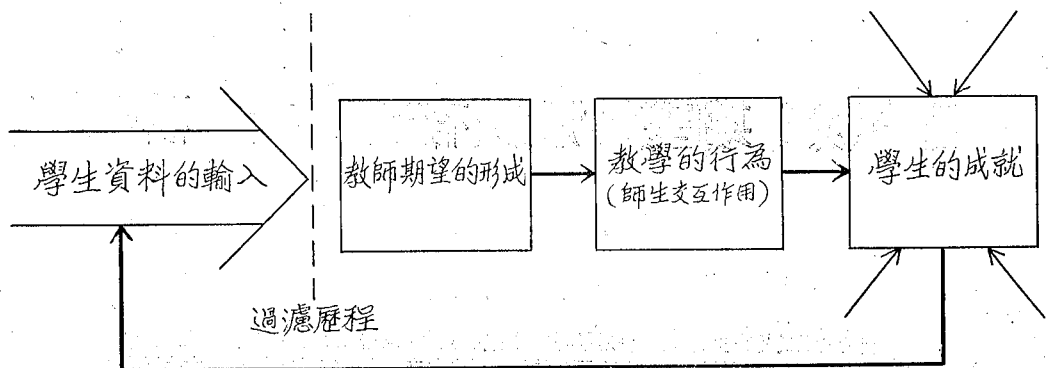 學生資料的輸入
教師期望的形成
教學的行為
(師生交互作用)
學生的成就
過濾歷程